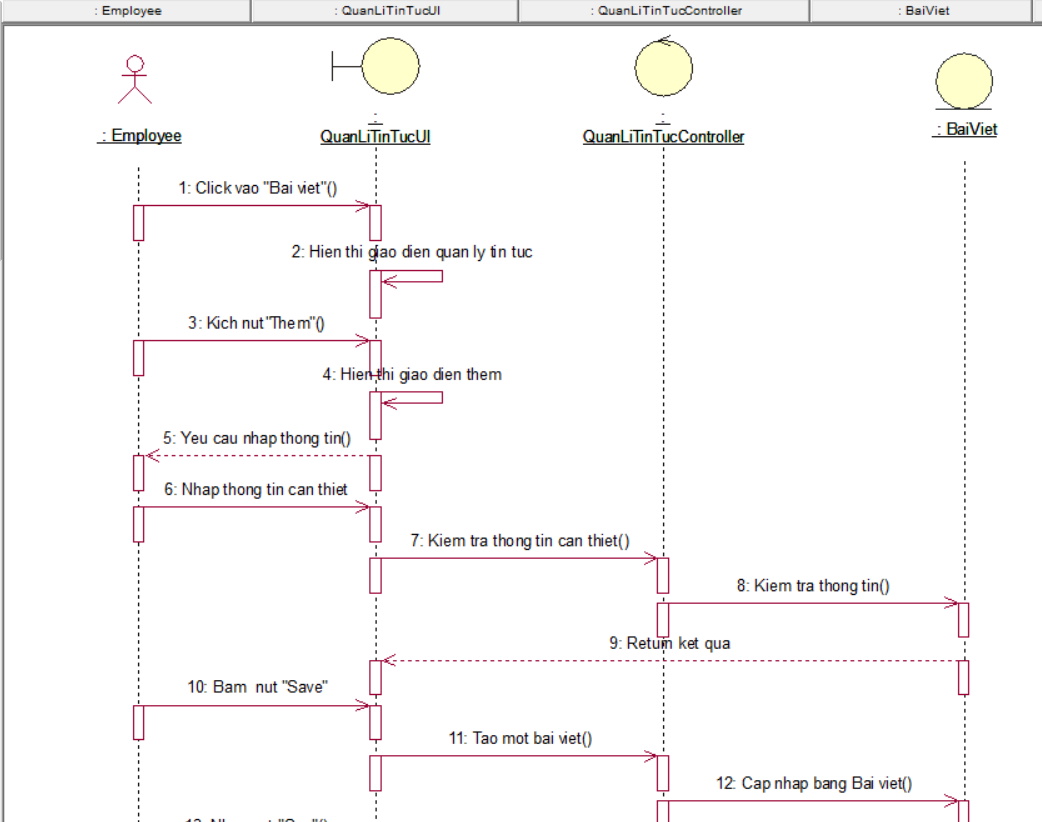 : Employee
: QuanLiTinTucUI
: QuanLiTinTucController
: BaiViet
: Employee
:
QuanLiTinTucUI
:
QuanLiTinTucController
: BaiViet
1: Click vao "Bai viet"()
2: Hien thi giao dien quan ly tin tuc
3: Kich nut"Them"()
4: Hien thi giao dien them
5: Yeu cau nhap thong tin()
6: Nhap thong tin can thiet
7: Kiem tra thong tin can thiet()
8: Kiem tra thong tin()
9: Return ket qua
10: Bam nut "Save"
11: Tao mot bai viet()
12: Cap nhap bang Bai viet()